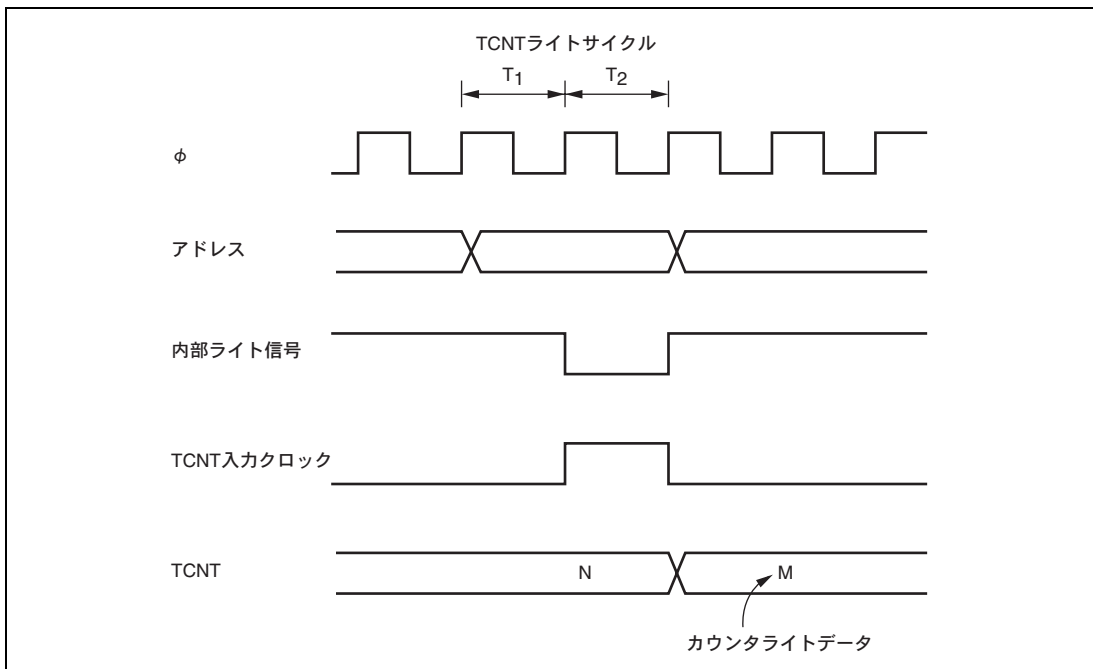 TCNTライトサイクル
T1 T2
φ
アドレス
内部ライト信号
TCNT入力クロック
TCNT N M
カウンタライトデータ